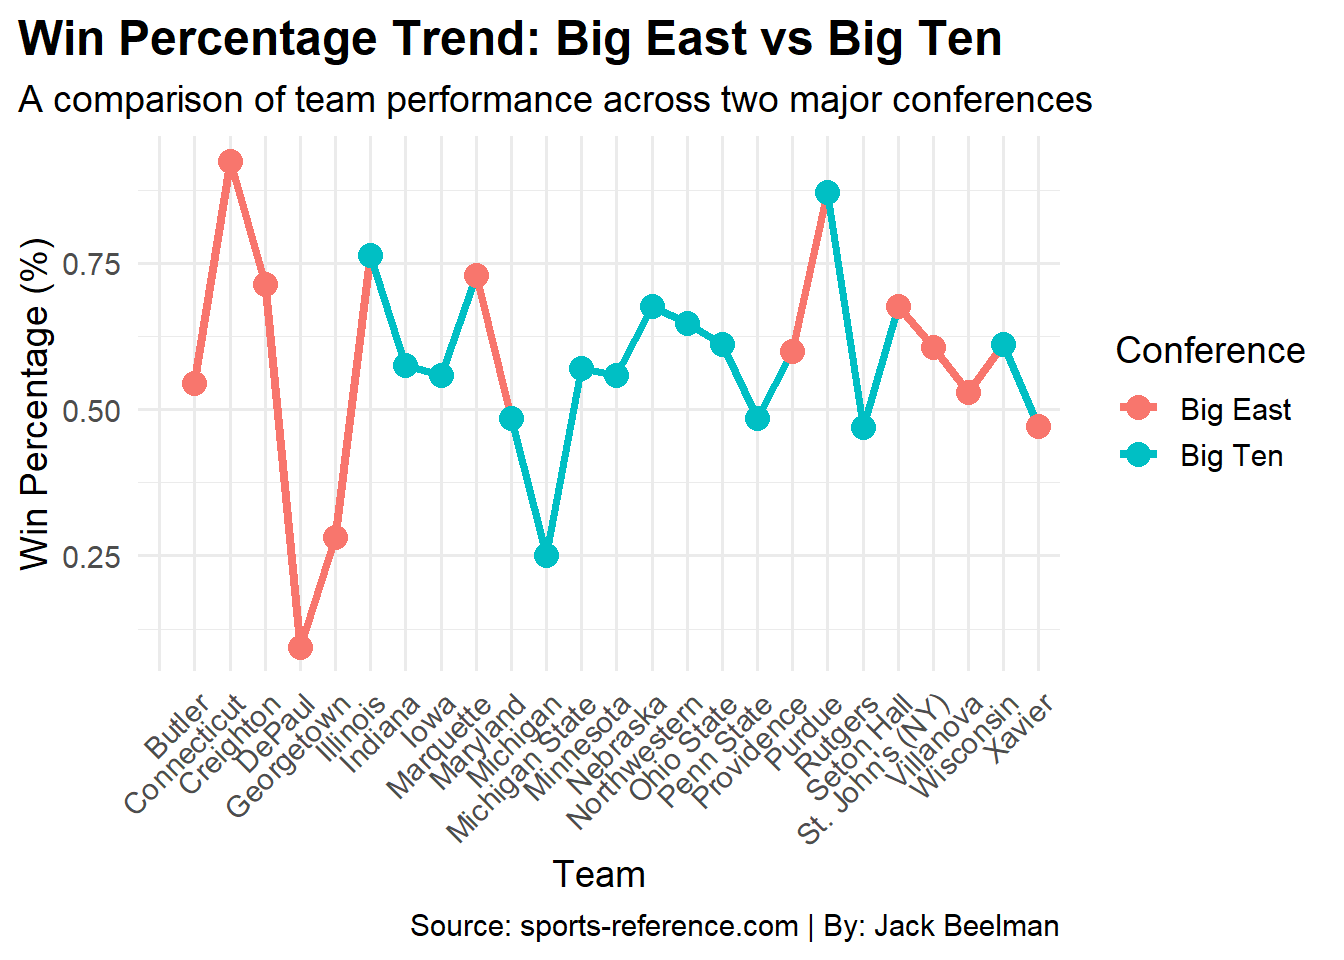 Win Percentage Trend: Big East vs Big Ten
A comparison of team performance across two major conferences
Win Percentage (%)
0.75
0.50
0.25
Butler
Connecticut
Creighton
DePaul
Georgetown
Illinois
Indiana
Iowa
Marquette
Maryland
Michigan
Michigan State
Minnesota
Nebraska
Northwestern
Ohio State
Penn State
Providence
Purdue
Rutgers
Seton Hall
St. John's (NY)
Villanova
Wisconsin
Xavier
Team
Conference
Big East
Big Ten
Source: sports-reference.com | By: Jack Beelman